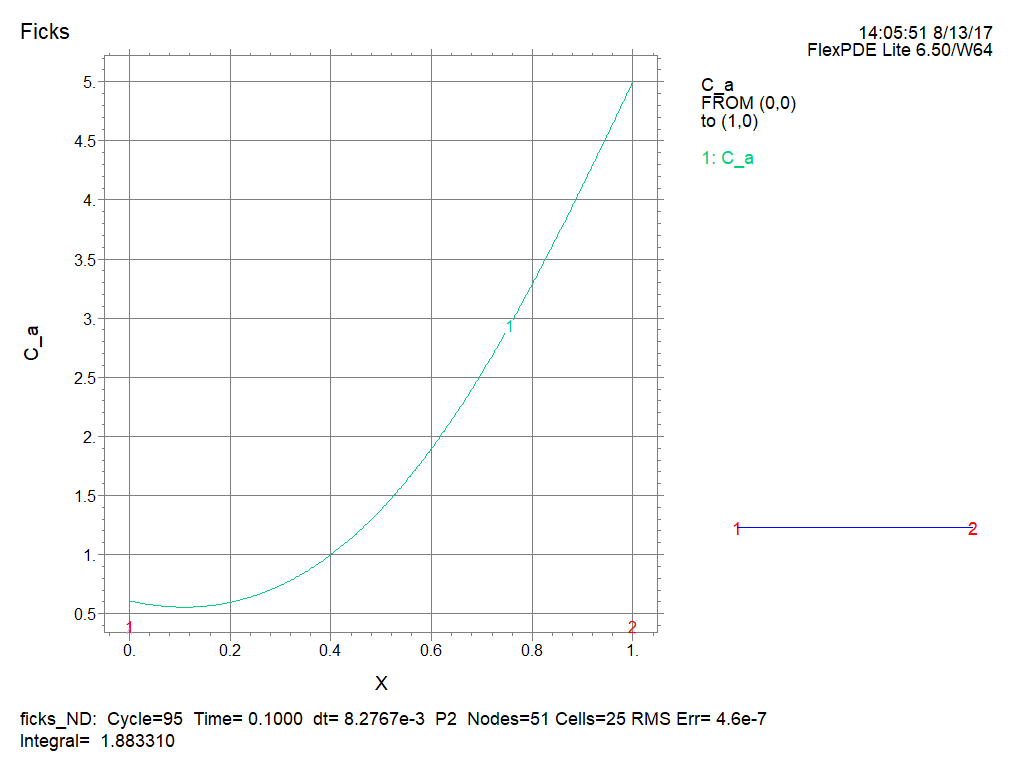 Ficks
14:05:51 8/13/17
FlexPDE Lite 6.50/W64
C_a
FROM (0,0)
to (1,0)
1: C_a
5.
4.5
4.
3.5
3.
2.5
2.
1.5
1.
0.5
C_a
1
1
2
0.
0.2
0.4
0.6
0.8
1.
X
1
2
ficks_ND: Cycle=95 Time= 0.1000 dt= 8.2767e-3 P2 Nodes=51 Cells=25 RMS Err= 4.6e-7
Integral= 1.883310